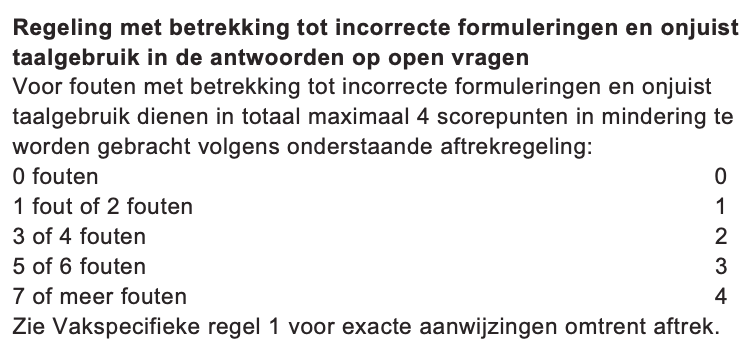 Regeling met betrekking tot incorrecte formuleringen en onjuist
taalgebruik in de antwoorden op open vragen
Voor fouten met betrekking tot incorrecte formuleringen en onjuist
taalgebruik dienen in totaal maximaal 4 scorepunten in mindering te
worden gebracht volgens onderstaande aftrekregeling:
0 fouten 0
1 fout of 2 fouten 1
3 of 4 fouten 2
5 of 6 fouten 3
7 of meer fouten 4
Zie Vakspecifieke regel 1 voor exacte aanwijzingen omtrent aftrek.